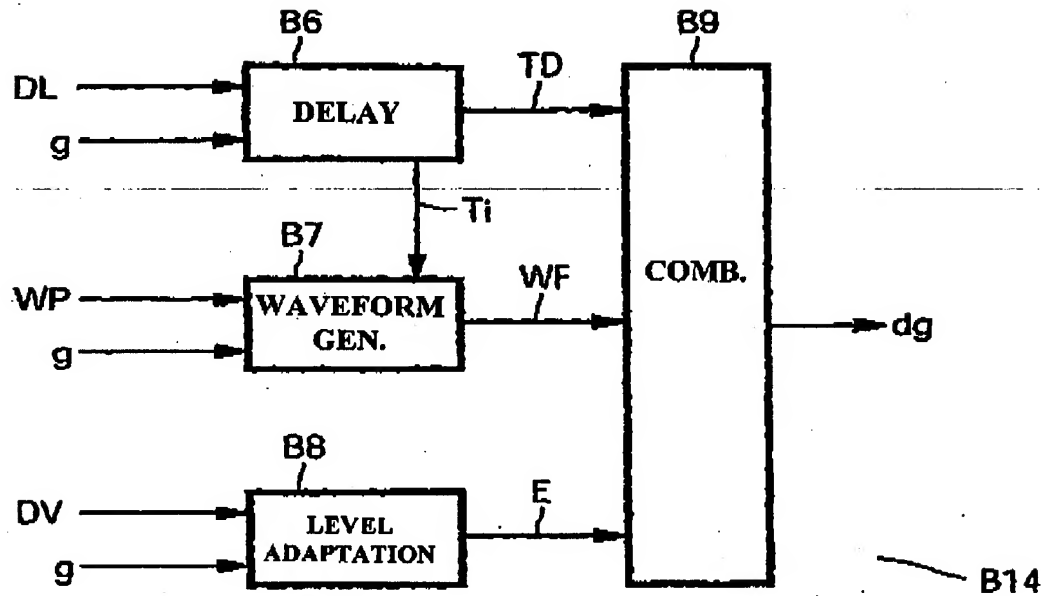 B6
B9
DL
g
DELAY
TD
Ti
B7
WP
g
WAVEFORM
GEN.
WF
COMB.
dg
B8
DV
g
LEVEL
ADAPTATION
E
B14